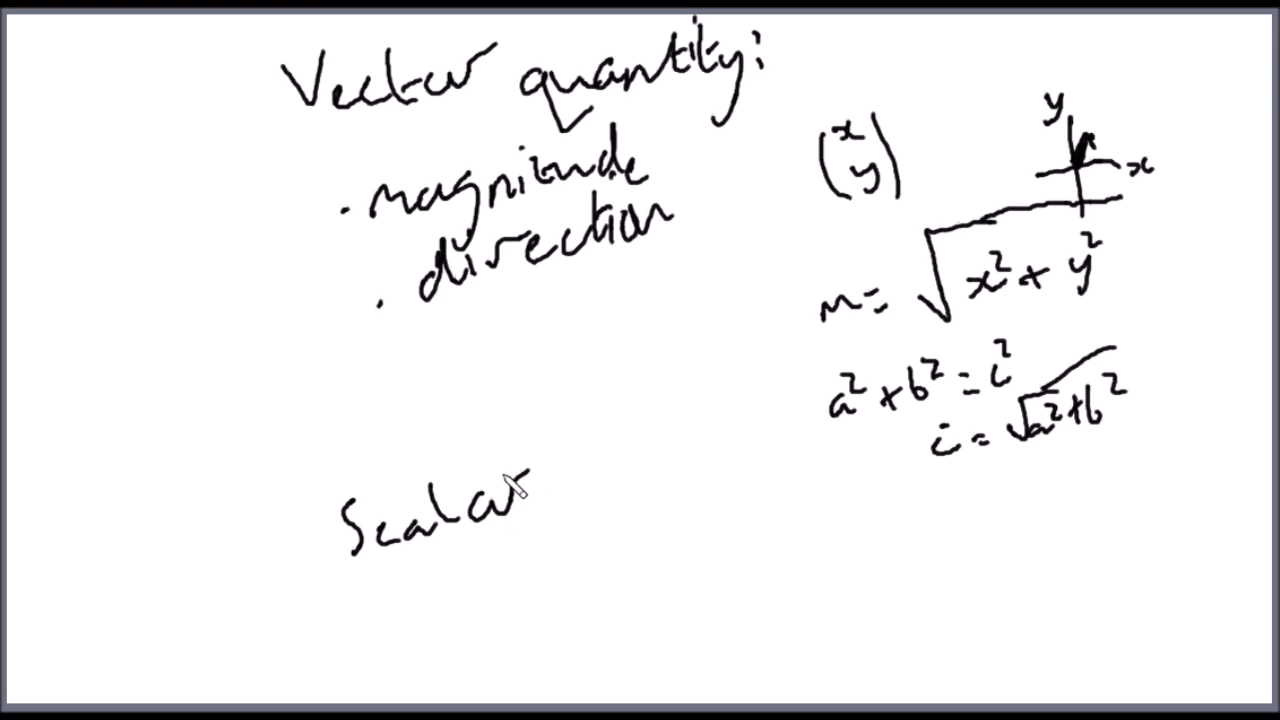 Vector quantity:
· magnitude
· direction
Scalar
(x
y)
y
x
m = √x² + y²
a² + b² = c²
c = √a² + b²